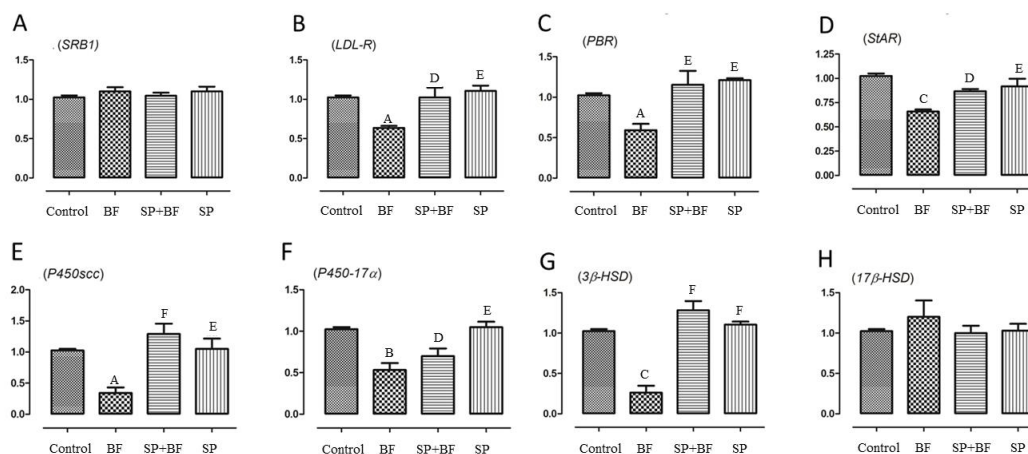 A
(SRB1)
1.5
1.0
0.5
0.0
Control BF SP+BF SP
B
(LDL-R)
1.5
1.0
0.5
0.0
A
D
E
Control BF SP+BF SP
C
(PBR)
1.5
1.0
0.5
0.0
A
E
E
Control BF SP+BF SP
D
(StAR)
1.25
1.00
0.75
0.50
0.25
0.00
C
D
E
Control BF SP+BF SP
E
(P450scc)
2.0
1.5
1.0
0.5
0.0
A
F
E
Control BF SP+BF SP
F
(P450-17α)
1.5
1.0
0.5
0.0
B
D
E
Control BF SP+BF SP
G
(3β-HSD)
1.5
1.0
0.5
0.0
C
F
F
Control BF SP+BF SP
H
(17β-HSD)
1.5
1.0
0.5
0.0
Control BF SP+BF SP